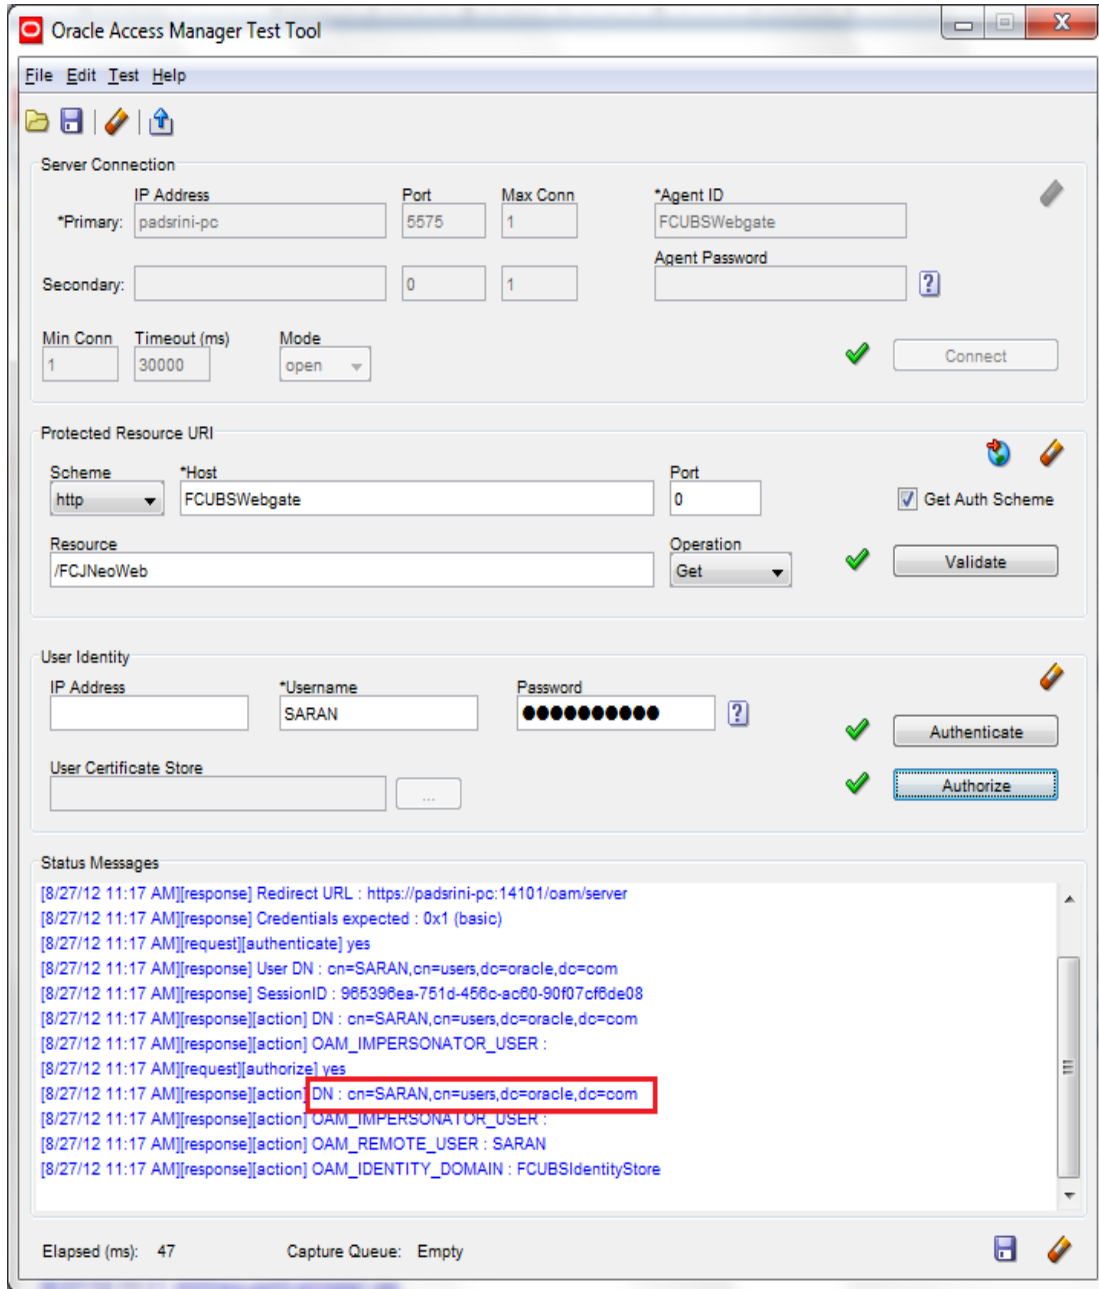 Oracle Access Manager Test Tool
File Edit Test Help
Server Connection
IP Address Port Max Conn *Agent ID
*Primary: padsrini-pc 5575 1 FCUBSWebgate
Agent Password
Secondary: 0 1
Min Conn Timeout (ms) Mode
1 30000 open Connect
Protected Resource URI
Scheme *Host Port
http FCUBSWebgate 0 Get Auth Scheme
Resource Operation
/FCJNeoWeb Get Validate
User Identity
IP Address *Username Password
SARAN ●●●●●●●●●●
Authenticate
User Certificate Store
... Authorize
Status Messages
[8/27/12 11:17 AM][response] Redirect URL : https://padsrini-pc:14101/oam/server
[8/27/12 11:17 AM][response] Credentials expected : 0x1 (basic)
[8/27/12 11:17 AM][request][authenticate] yes
[8/27/12 11:17 AM][response] User DN : cn=SARAN,cn=users,dc=oracle,dc=com
[8/27/12 11:17 AM][response] SessionID : 965396ea-751d-456c-ac60-90f07cf6de08
[8/27/12 11:17 AM][response][action] DN : cn=SARAN,cn=users,dc=oracle,dc=com
[8/27/12 11:17 AM][response][action] OAM_IMPERSONATOR_USER :
[8/27/12 11:17 AM][request][authorize] yes
[8/27/12 11:17 AM][response][action] DN : cn=SARAN,cn=users,dc=oracle,dc=com
[8/27/12 11:17 AM][response][action] OAM_IMPERSONATOR_USER :
[8/27/12 11:17 AM][response][action] OAM_REMOTE_USER : SARAN
[8/27/12 11:17 AM][response][action] OAM_IDENTITY_DOMAIN : FCUBSIdentityStore
Elapsed (ms): 47 Capture Queue: Empty